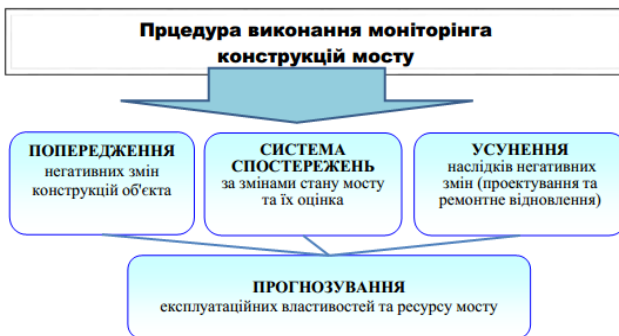 Прцедура виконання моніторінга
конструкцій мосту
ПОПЕРЕДЖЕННЯ
негативних змін
конструкцій об'єкта
СИСТЕМА
СПОСТЕРЕЖЕНЬ
за змінами стану мосту
та їх оцінка
УСУНЕННЯ
наслідків негативних
змін (проектування та
ремонтне відновлення)
ПРОГНОЗУВАННЯ
експлуатаційних властивостей та ресурсу мосту